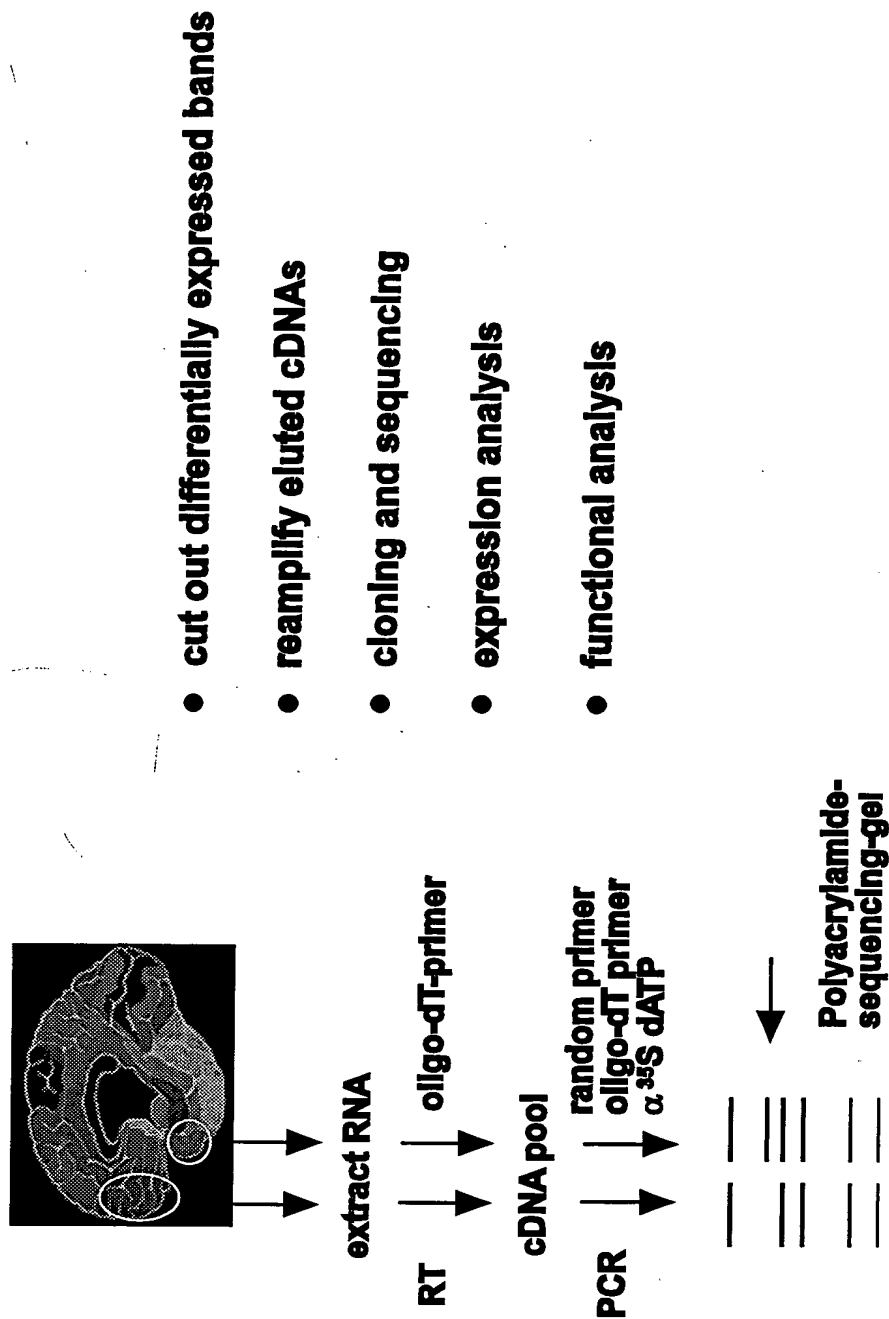 extract RNA
RT
oligo-dT-primer
cDNA pool
PCR
random primer
oligo-dT primer
α ³⁵S dATP
Polyacrylamide-
sequencing-gel
● cut out differentially expressed bands
● reamplify eluted cDNAs
● cloning and sequencing
● expression analysis
● functional analysis